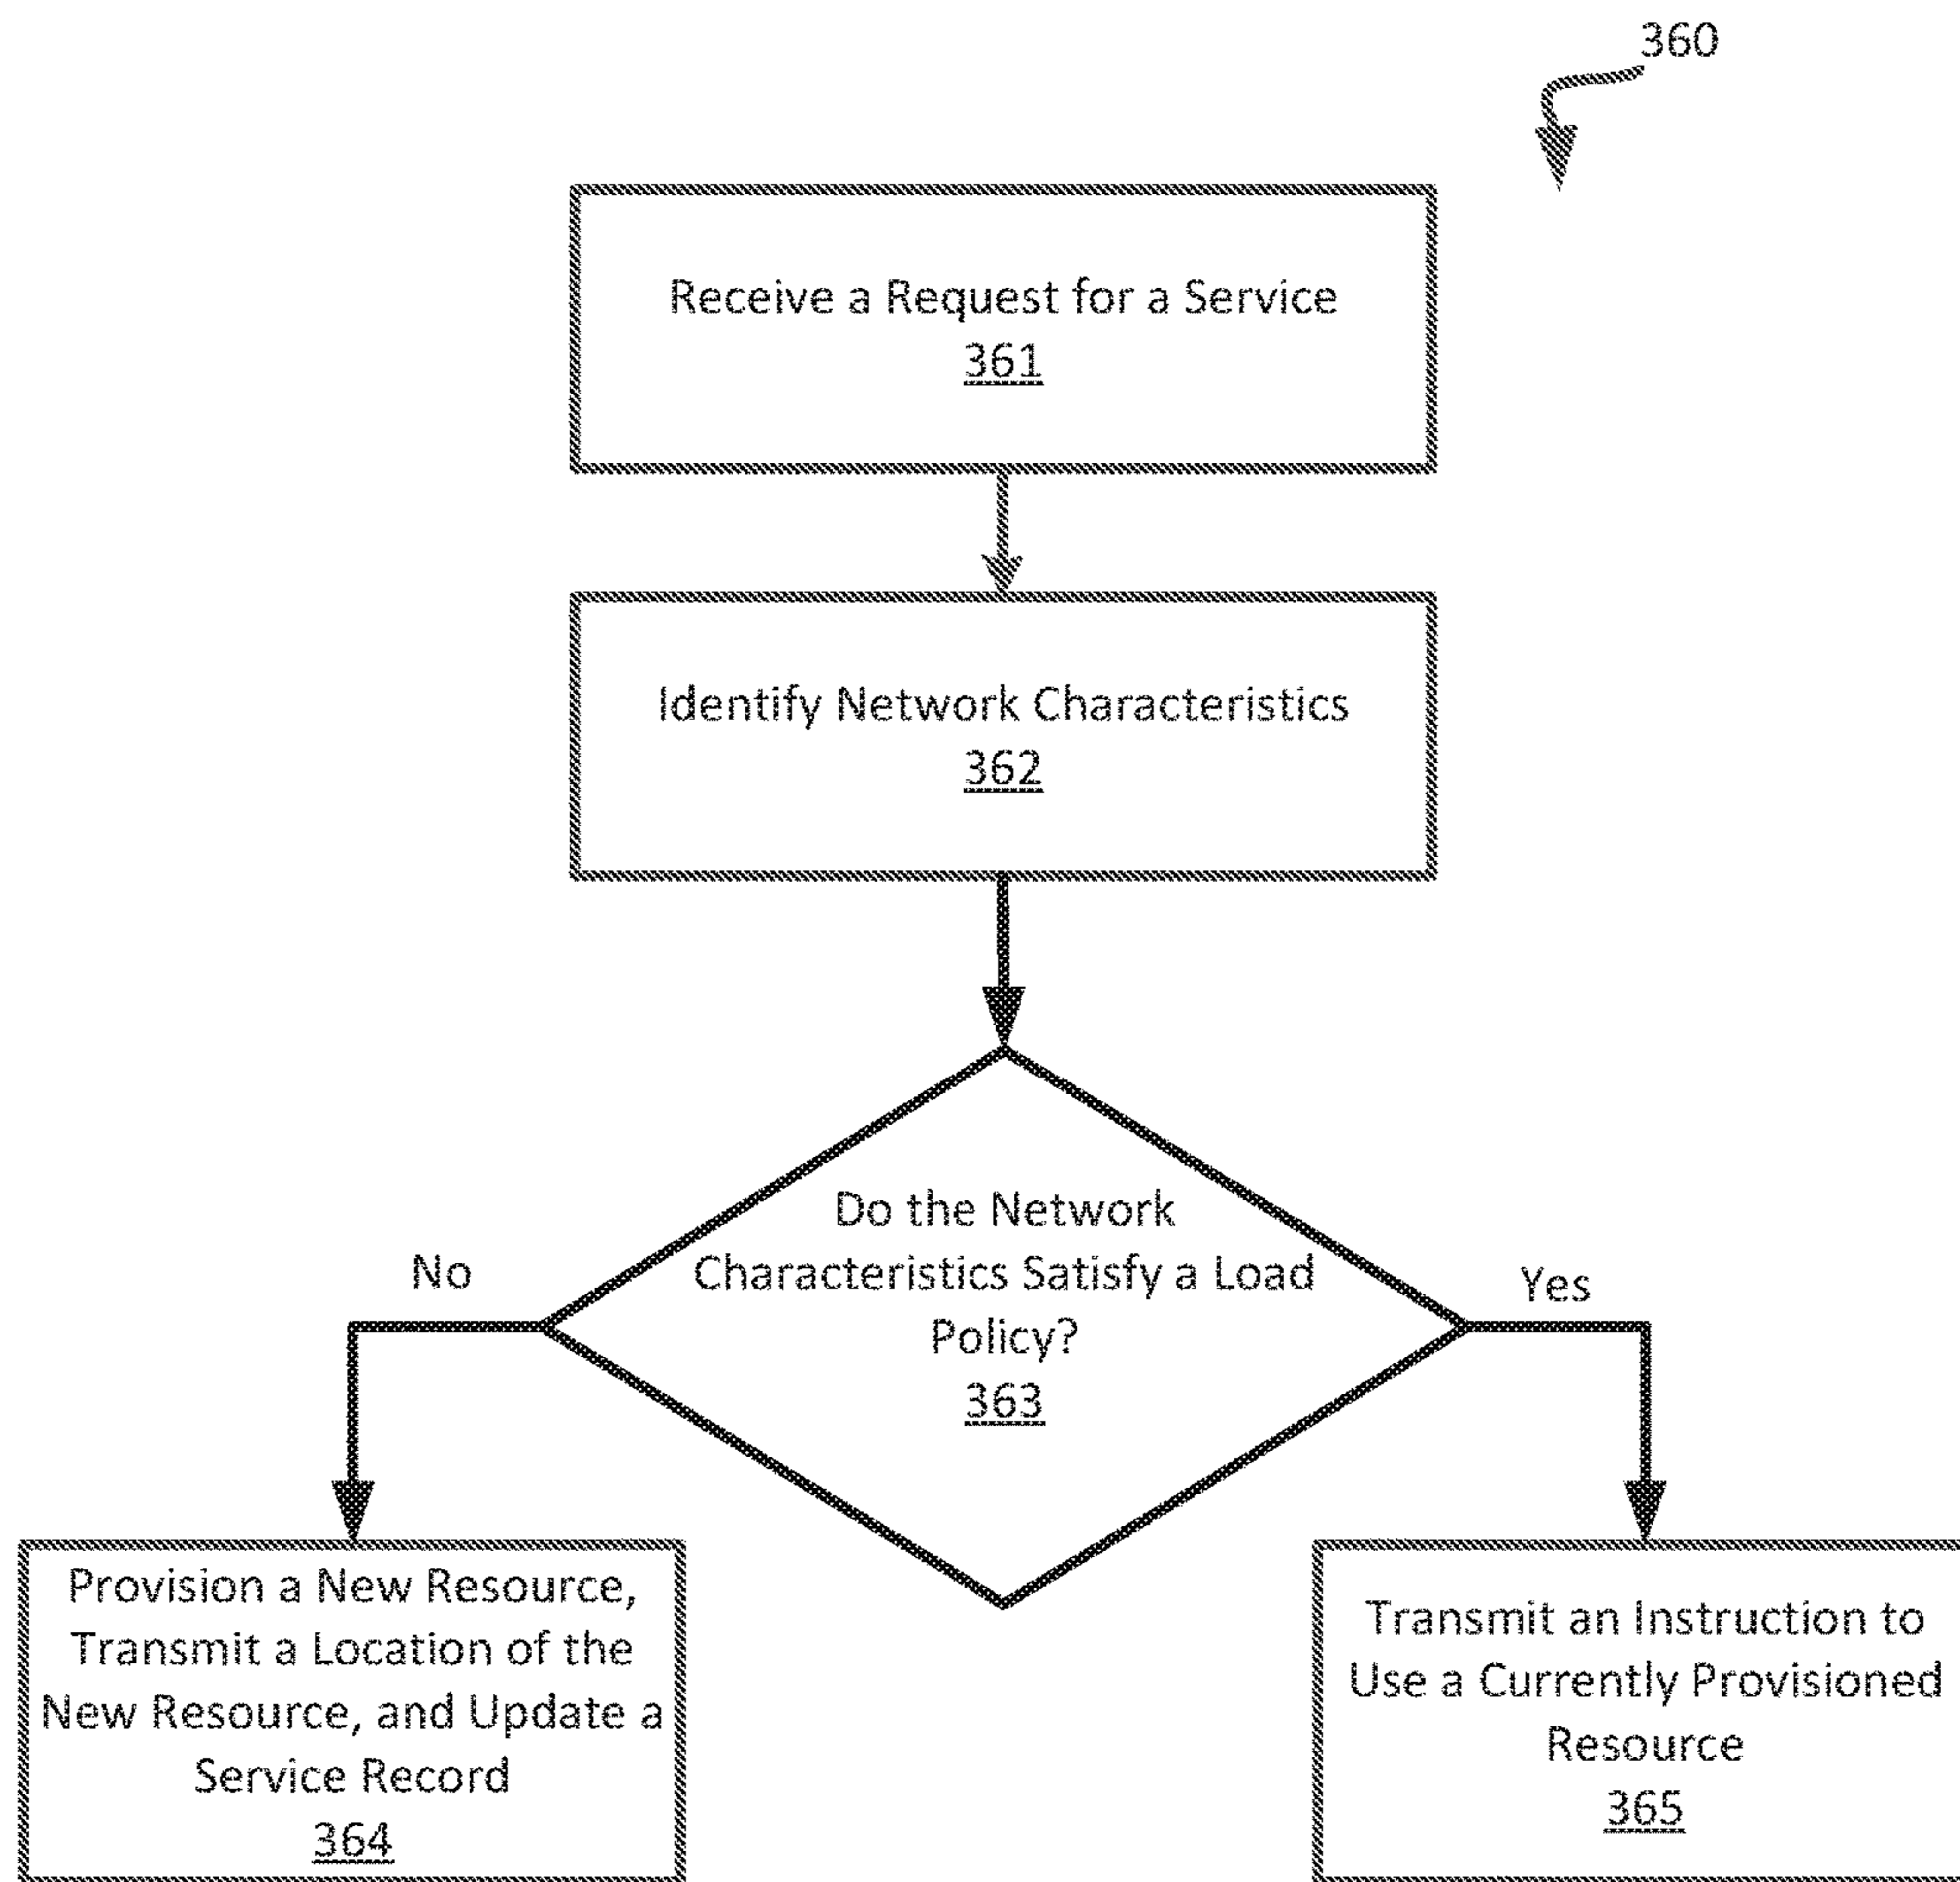 360
Receive a Request for a Service
361
Identify Network Characteristics
362
Do the Network
Characteristics Satisfy a Load
Policy?
363
No
Yes
Provision a New Resource,
Transmit a Location of the
New Resource, and Update a
Service Record
364
Transmit an Instruction to
Use a Currently Provisioned
Resource
365